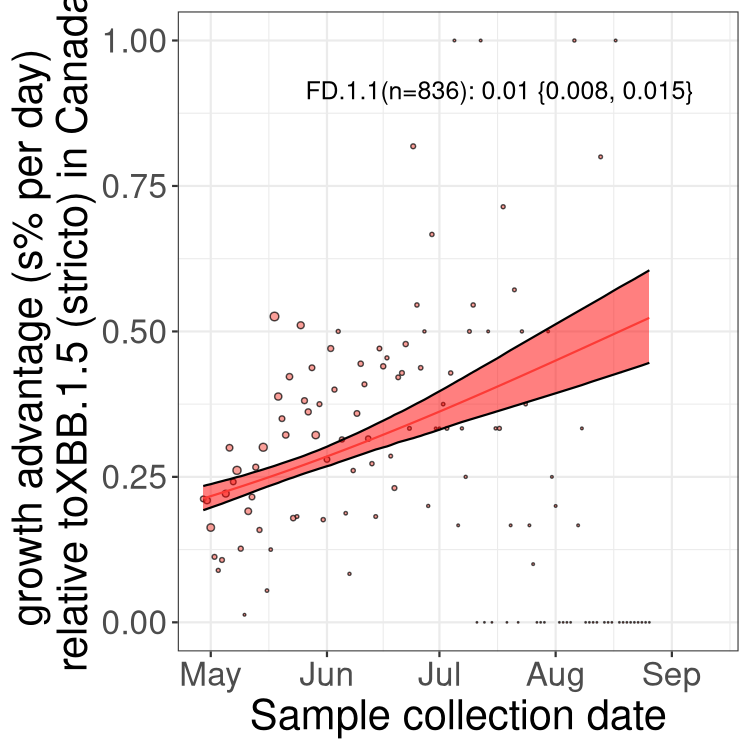 growth advantage (s% per day)
relative toXBB.1.5 (stricto) in Canada
1.00
0.75
0.50
0.25
0.00
FD.1.1(n=836): 0.01 {0.008, 0.015}
May Jun Jul Aug Sep
Sample collection date